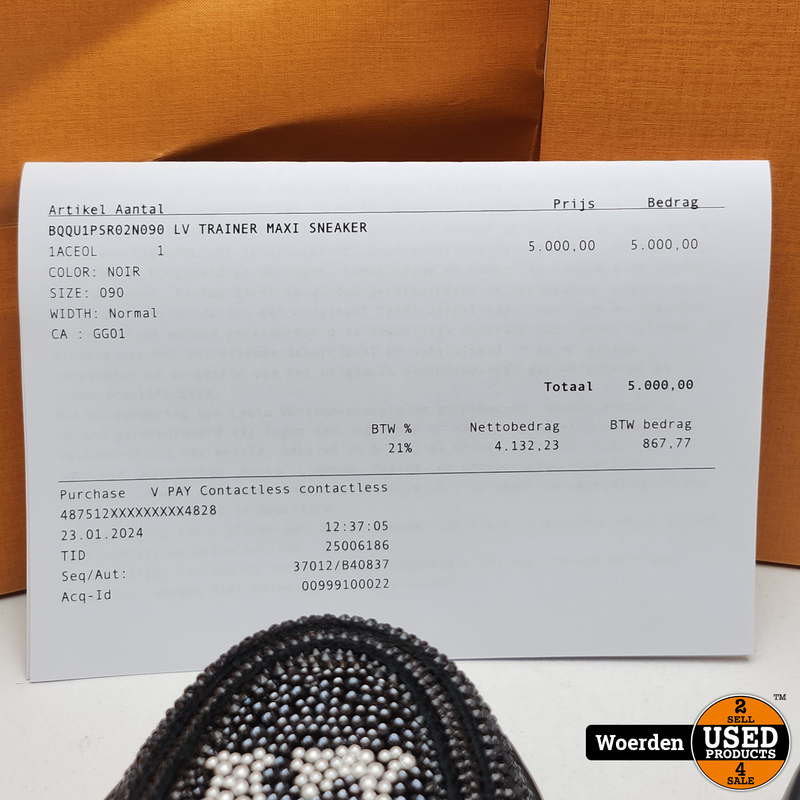 Artikel Aantal Prijs Bedrag
BQQU1PSR02N090 LV TRAINER MAXI SNEAKER
1ACEOL 1 5.000,00 5.000,00
COLOR: NOIR
SIZE: 090
WIDTH: Normal
CA : GG01
Totaal 5.000,00
BTW % Nettobedrag BTW bedrag
21% 4.132,23 867,77
Purchase V PAY Contactless contactless
487512XXXXXXXXX4828
23.01.2024 12:37:05
TID 25006186
Seq/Aut: 37012/B40837
Acq-Id 00999100022
Woerden
2
SELL
USED
PRODUCTS
4
SALE
TM